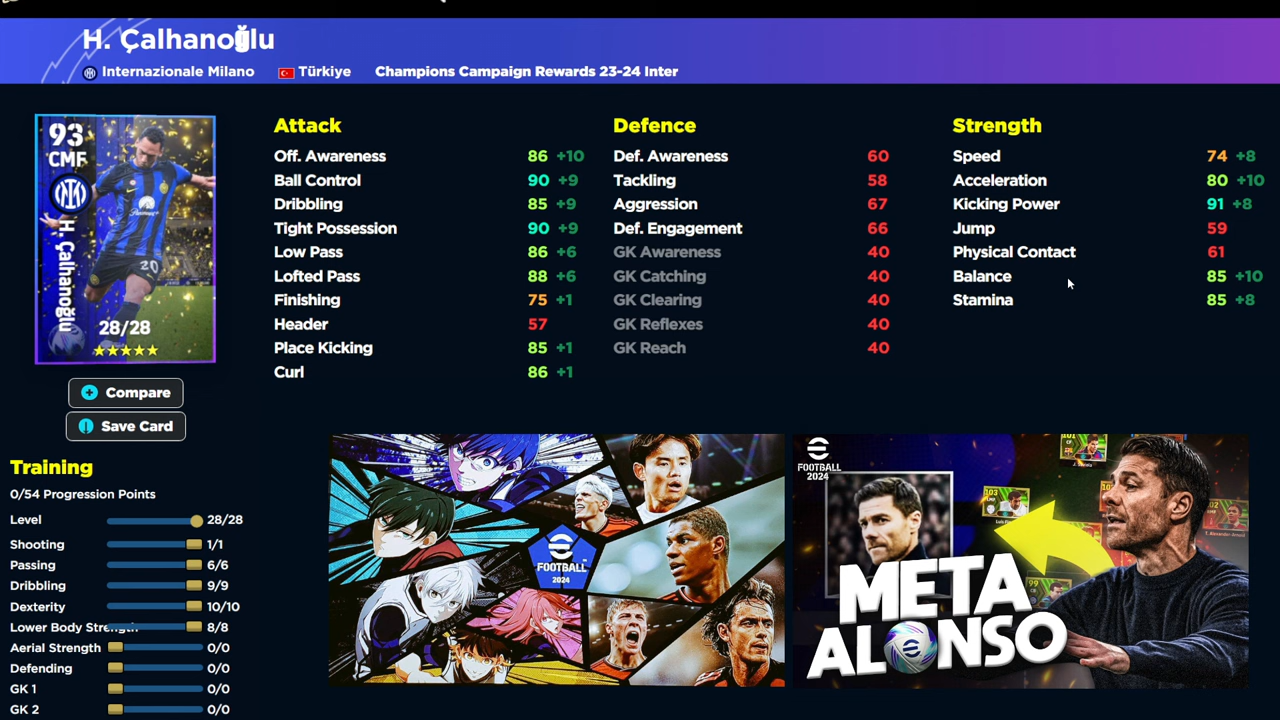 H. Çalhanoğlu
Internazionale Milano Türkiye Champions Campaign Rewards 23-24 Inter
93
CMF
H. Çalhanoğlu
20
28/28
Compare
Save Card
Training
0/54 Progression Points
Level 28/28
Shooting 1/1
Passing 6/6
Dribbling 9/9
Dexterity 10/10
Lower Body Strength 8/8
Aerial Strength 0/0
Defending 0/0
GK 1 0/0
GK 2 0/0
Attack
Off. Awareness 86 +10
Ball Control 90 +9
Dribbling 85 +9
Tight Possession 90 +9
Low Pass 86 +6
Lofted Pass 88 +6
Finishing 75 +1
Header 57
Place Kicking 85 +1
Curl 86 +1
Defence
Def. Awareness 60
Tackling 58
Aggression 67
Def. Engagement 66
GK Awareness 40
GK Catching 40
GK Clearing 40
GK Reflexes 40
GK Reach 40
Strength
Speed 74 +8
Acceleration 80 +10
Kicking Power 91 +8
Jump 59
Physical Contact 61
Balance 85 +10
Stamina 85 +8
FOOTBALL
2024
FOOTBALL
2024
103
102
99
META
ALONSO